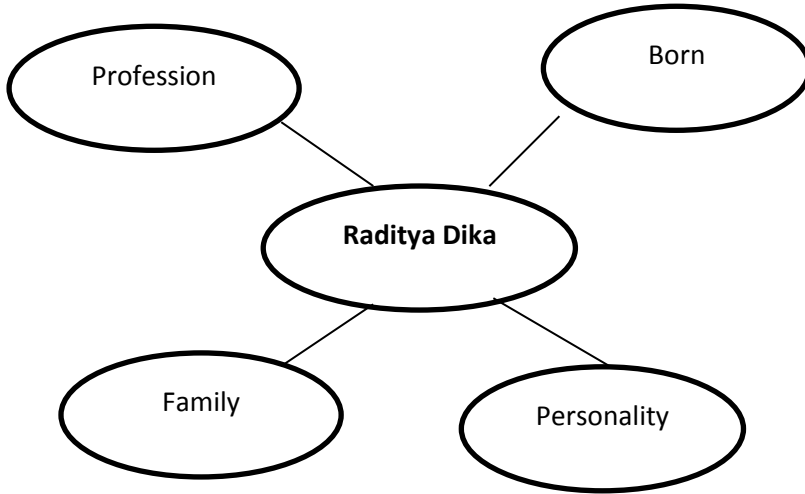 Profession
Born
Raditya Dika
Family
Personality